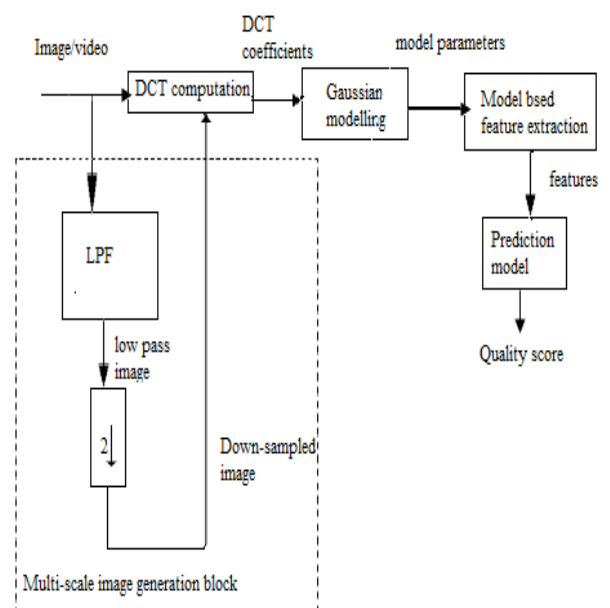 Image/video
DCT
coefficients
model parameters
DCT computation
Gaussian
modelling
Model bsed
feature extraction
features
Prediction
model
Quality score
LPF
low pass
image
2
Down-sampled
image
Multi-scale image generation block